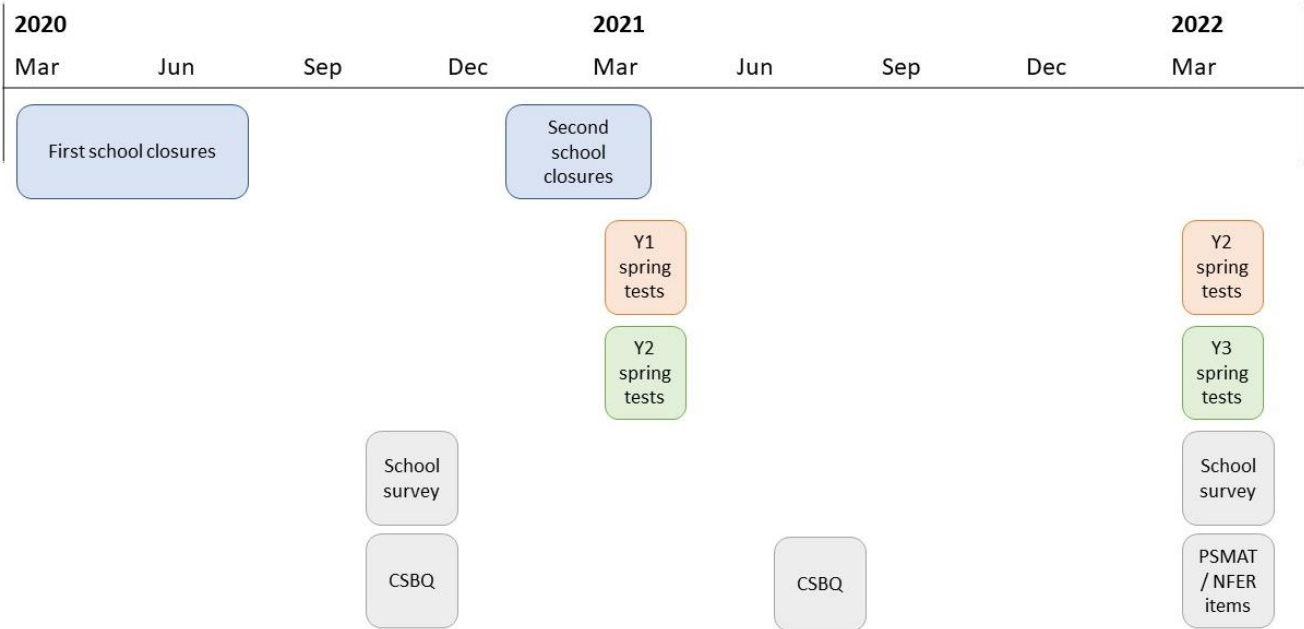 2020 2021 2022
Mar Jun Sep Dec Mar Jun Sep Dec Mar
First school closures
Second
school
closures
Y1
spring
tests
Y2
spring
tests
Y2
spring
tests
Y3
spring
tests
School
survey
School
survey
CSBQ
CSBQ
PSMAT
/ NFER
items